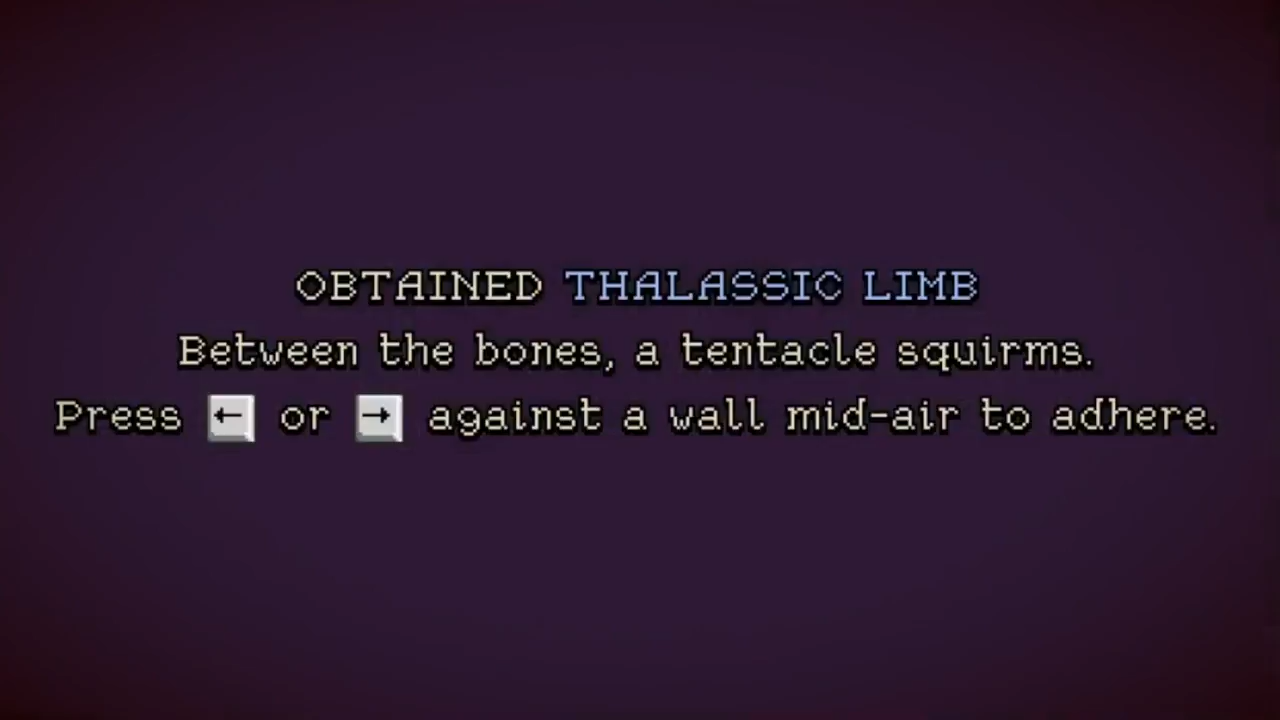 OBTAINED THALASSIC LIMB
Between the bones, a tentacle squirms.
Press ← or → against a wall mid-air to adhere.